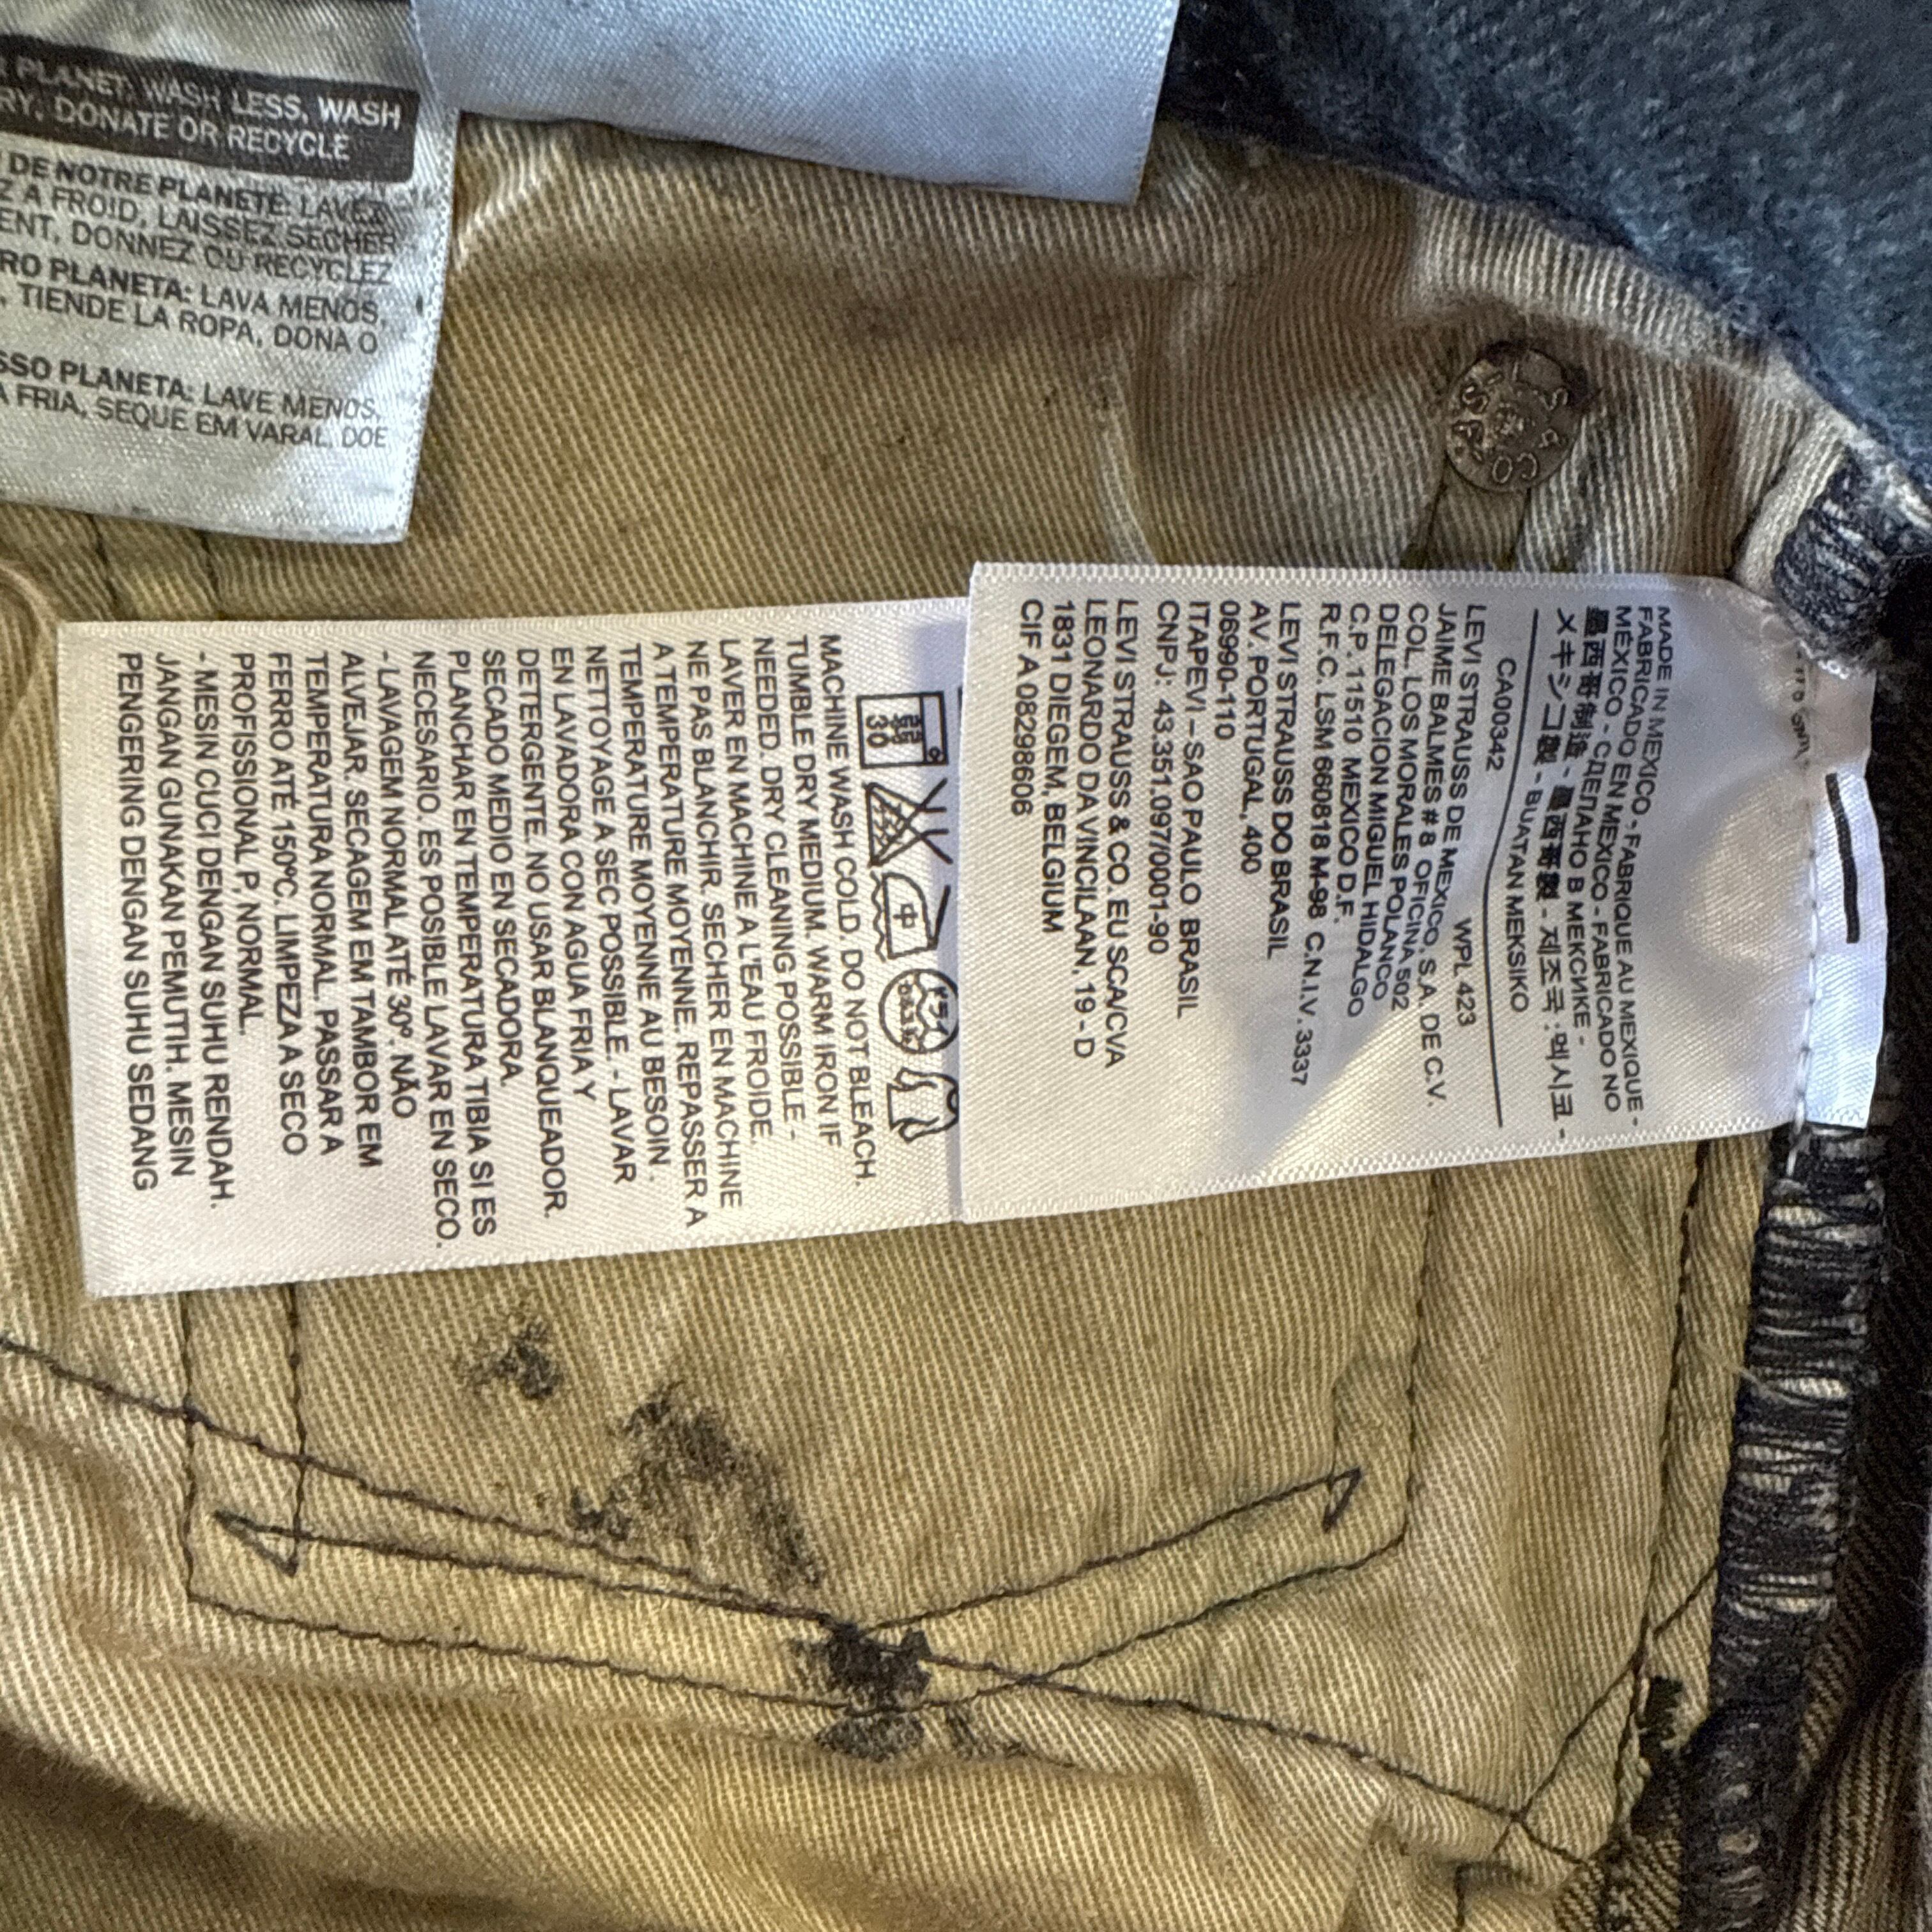 PLANET: WASH LESS, WASH
RY, DONATE OR RECYCLE
DE NOTRE PLANETE: LAVEZ
Z A FROID, LAISSEZ SECHER
ENT, DONNEZ OU RECYCLEZ
RO PLANETA: LAVA MENOS,
, TIENDE LA ROPA, DONA O
SSO PLANETA: LAVE MENOS,
A FRIA, SEQUE EM VARAL, DOE
LEVI STR
& CO S.F.
MADE IN MEXICO - FABRIQUE AU MEXIQUE -
FABRICADO EN MEXICO - FABRICADO NO
MÉXICO - СДЕЛАНО В МЕКСИКЕ -
墨西哥制造 - 墨西哥製 - 제조국 : 멕시코 -
メキシコ製 - BUATAN MEKSIKO
CA00342 WPL 423
LEVI STRAUSS DE MEXICO, S.A. DE C.V.
JAIME BALMES # 8 OFICINA 502
COL. LOS MORALES POLANCO
DELEGACION MIGUEL HIDALGO
C.P. 11510 MEXICO D.F.
R.F.C. LSM 660818 M-98 C.N.I.V. 3337
LEVI STRAUSS DO BRASIL
AV. PORTUGAL, 400
06990-110
ITAPEVI – SAO PAULO BRASIL
CNPJ: 43.351.097/0001-90
LEVI STRAUSS & CO. EU SCA/CVA
LEONARDO DA VINCILAAN, 19 - D
1831 DIEGEM, BELGIUM
CIF A 08298606
30
中
MACHINE WASH COLD. DO NOT BLEACH.
TUMBLE DRY MEDIUM. WARM IRON IF
NEEDED. DRY CLEANING POSSIBLE -
LAVER EN MACHINE A L'EAU FROIDE.
NE PAS BLANCHIR. SECHER EN MACHINE
A TEMPERATURE MOYENNE. REPASSER A
TEMPERATURE MOYENNE AU BESOIN.
NETTOYAGE A SEC POSSIBLE. - LAVAR
EN LAVADORA CON AGUA FRIA Y
DETERGENTE. NO USAR BLANQUEADOR.
SECADO MEDIO EN SECADORA.
PLANCHAR EN TEMPERATURA TIBIA SI ES
NECESARIO. ES POSIBLE LAVAR EN SECO.
- LAVAGEM NORMAL ATÉ 30º. NÃO
ALVEJAR. SECAGEM EM TAMBOR EM
TEMPERATURA NORMAL. PASSAR A
FERRO ATÉ 150ºC. LIMPEZA A SECO
PROFISSIONAL P, NORMAL.
- MESIN CUCI DENGAN SUHU RENDAH.
JANGAN GUNAKAN PEMUTIH. MESIN
PENGERING DENGAN SUHU SEDANG